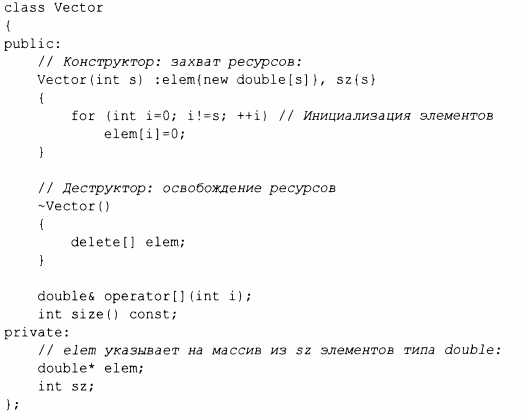 class Vector
{
public:
    // Конструктор: захват ресурсов:
    Vector(int s) :elem{new double[s]}, sz{s}
    {
        for (int i=0; i!=s; ++i) // Инициализация элементов
            elem[i]=0;
    }

    // Деструктор: освобождение ресурсов
    ~Vector()
    {
        delete[] elem;
    }

    double& operator[](int i);
    int size() const;
private:
    // elem указывает на массив из sz элементов типа double:
    double* elem;
    int sz;
};